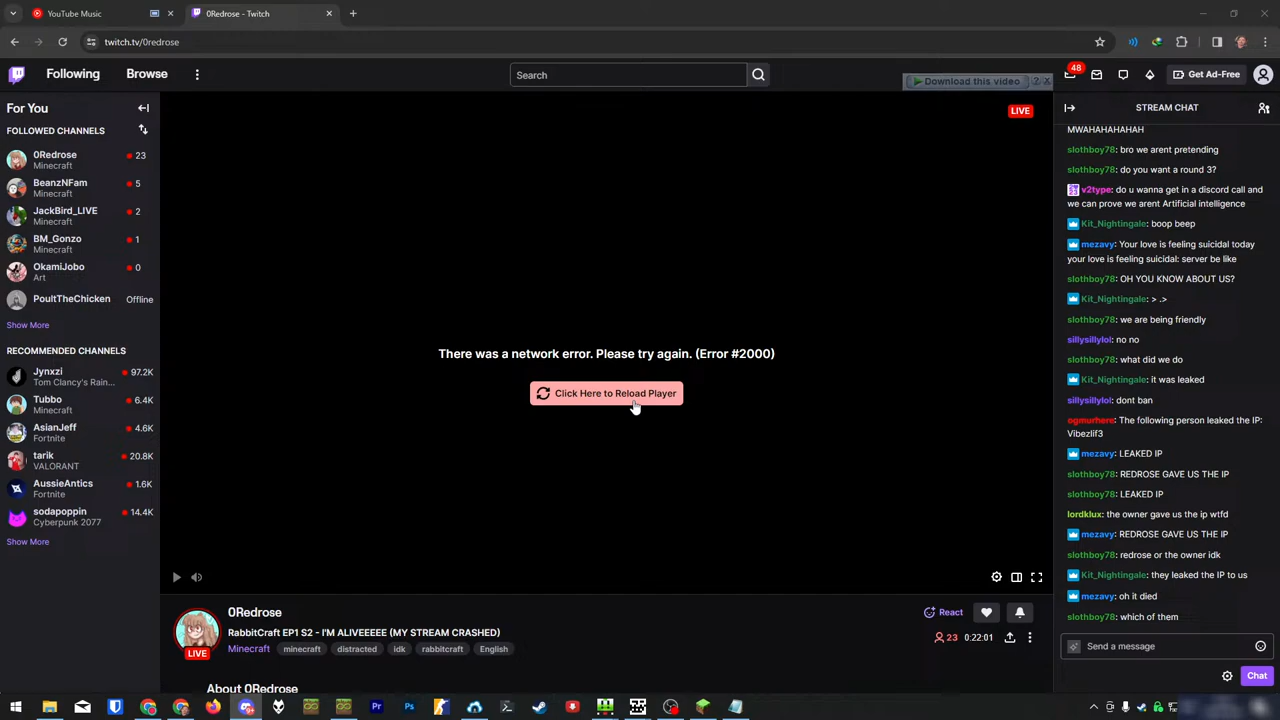 YouTube Music
0Redrose - Twitch
twitch.tv/0redrose
Following
Browse
Search
48
Get Ad-Free
Download this video
?
For You
FOLLOWED CHANNELS
0Redrose
23
Minecraft
BeanzNFam
5
Minecraft
JackBird_LIVE
2
Minecraft
BM_Gonzo
1
Minecraft
OkamiJobo
0
Art
PoultTheChicken
Offline
Show More
RECOMMENDED CHANNELS
Jynxzi
97.2K
Tom Clancy's Rain...
Tubbo
6.4K
Minecraft
AsianJeff
4.6K
Fortnite
tarik
20.8K
VALORANT
AussieAntics
1.6K
Fortnite
sodapoppin
14.4K
Cyberpunk 2077
Show More
LIVE
There was a network error. Please try again. (Error #2000)
Click Here to Reload Player
0Redrose
LIVE
RabbitCraft EP1 S2 - I'M ALIVEEEEE (MY STREAM CRASHED)
Minecraft
minecraft
distracted
idk
rabbitcraft
English
React
23
0:22:01
About 0Redrose
STREAM CHAT
MWAHAHAHAH
slothboy78: bro we arent pretending
slothboy78: do you want a round 3?
v2type: do u wanna get in a discord call and
we can prove we arent Artificial intelligence
Kit_Nightingale: boop beep
mezavy: Your love is feeling suicidal today
your love is feeling suicidal: server be like
slothboy78: OH YOU KNOW ABOUT US?
Kit_Nightingale: > .>
slothboy78: we are being friendly
sillysillylol: no no
slothboy78: what did we do
Kit_Nightingale: it was leaked
sillysillylol: dont ban
ogmurhere: The following person leaked the IP:
Vibezlif3
mezavy: LEAKED IP
slothboy78: REDROSE GAVE US THE IP
slothboy78: LEAKED IP
lordklux: the owner gave us the ip wtfd
mezavy: REDROSE GAVE US THE IP
slothboy78: redrose or the owner idk
Kit_Nightingale: they leaked the IP to us
mezavy: oh it died
slothboy78: which of them
Send a message
Chat
Pr
Ps